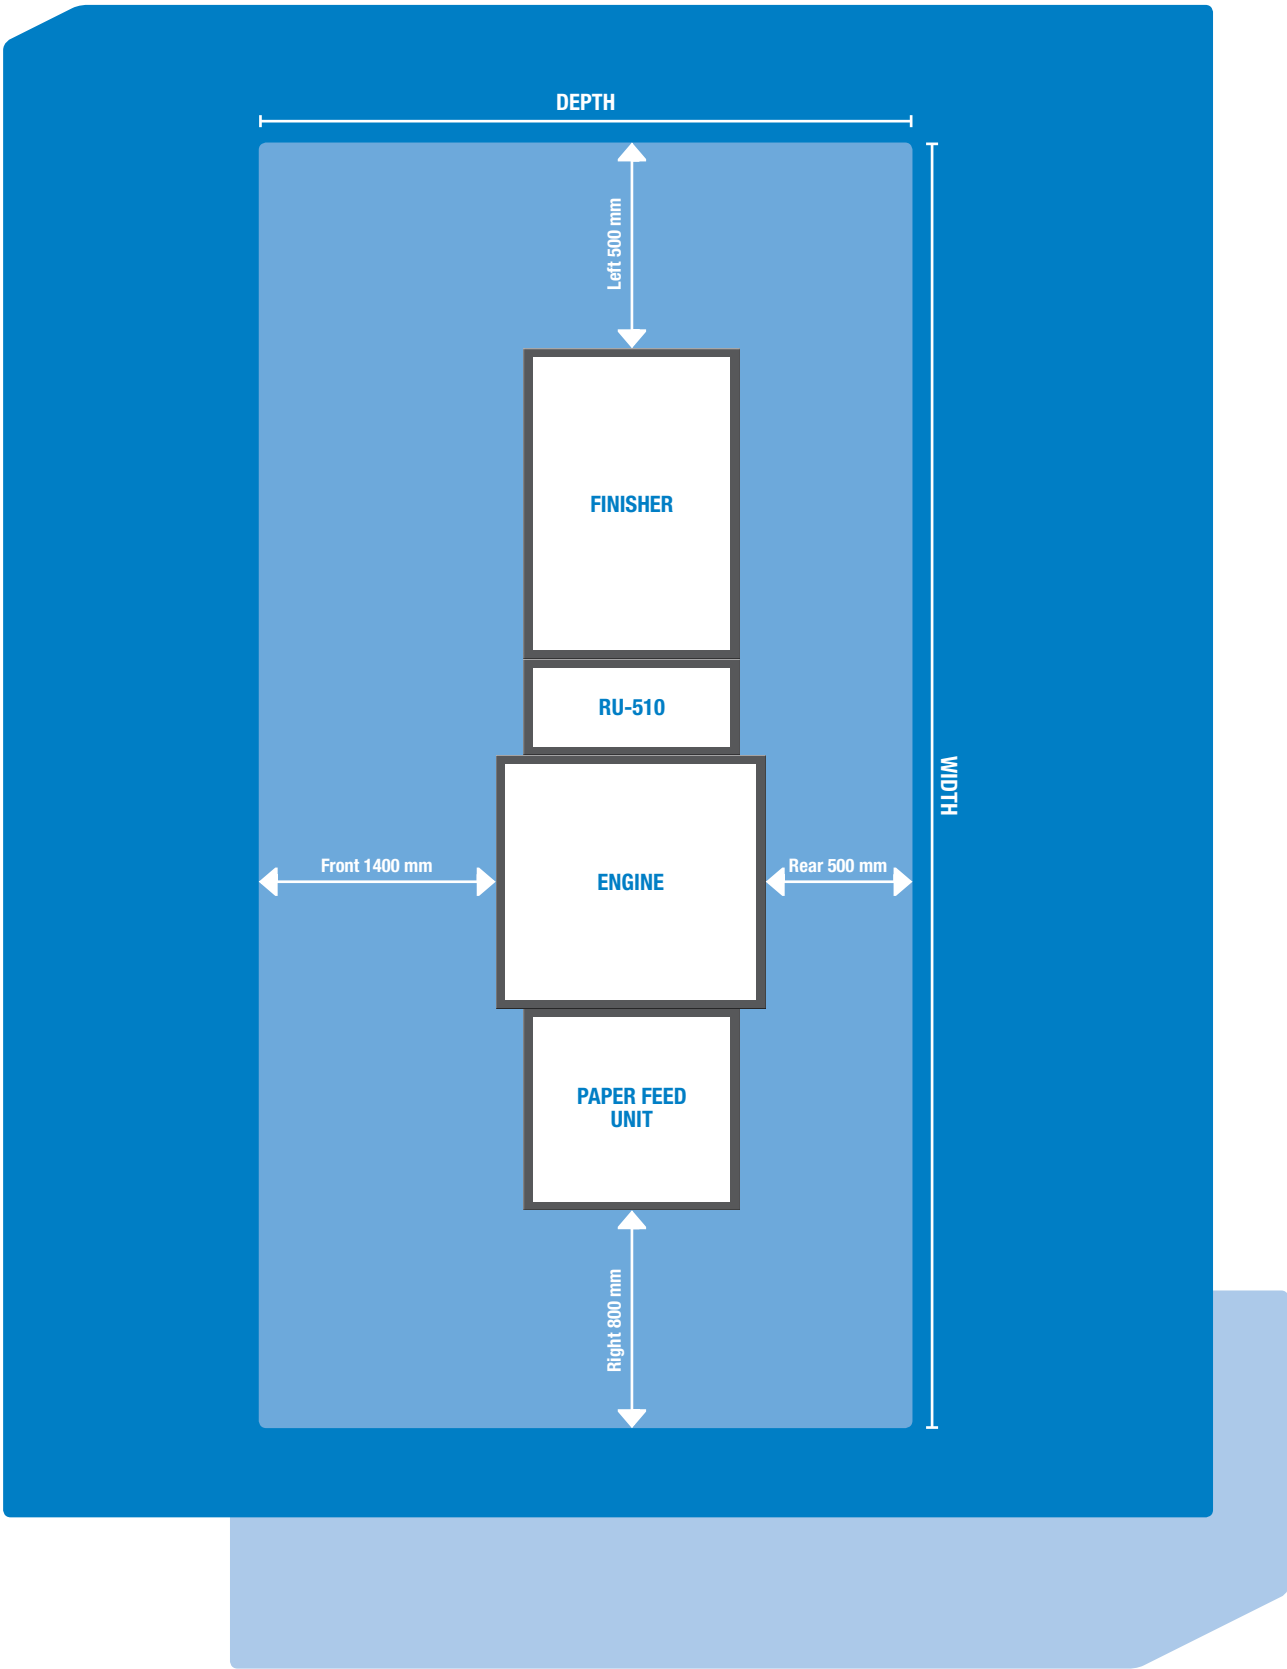 DEPTH
Left 500 mm
FINISHER
RU-510
WIDTH
Front 1400 mm
ENGINE
Rear 500 mm
PAPER FEED
UNIT
Right 800 mm